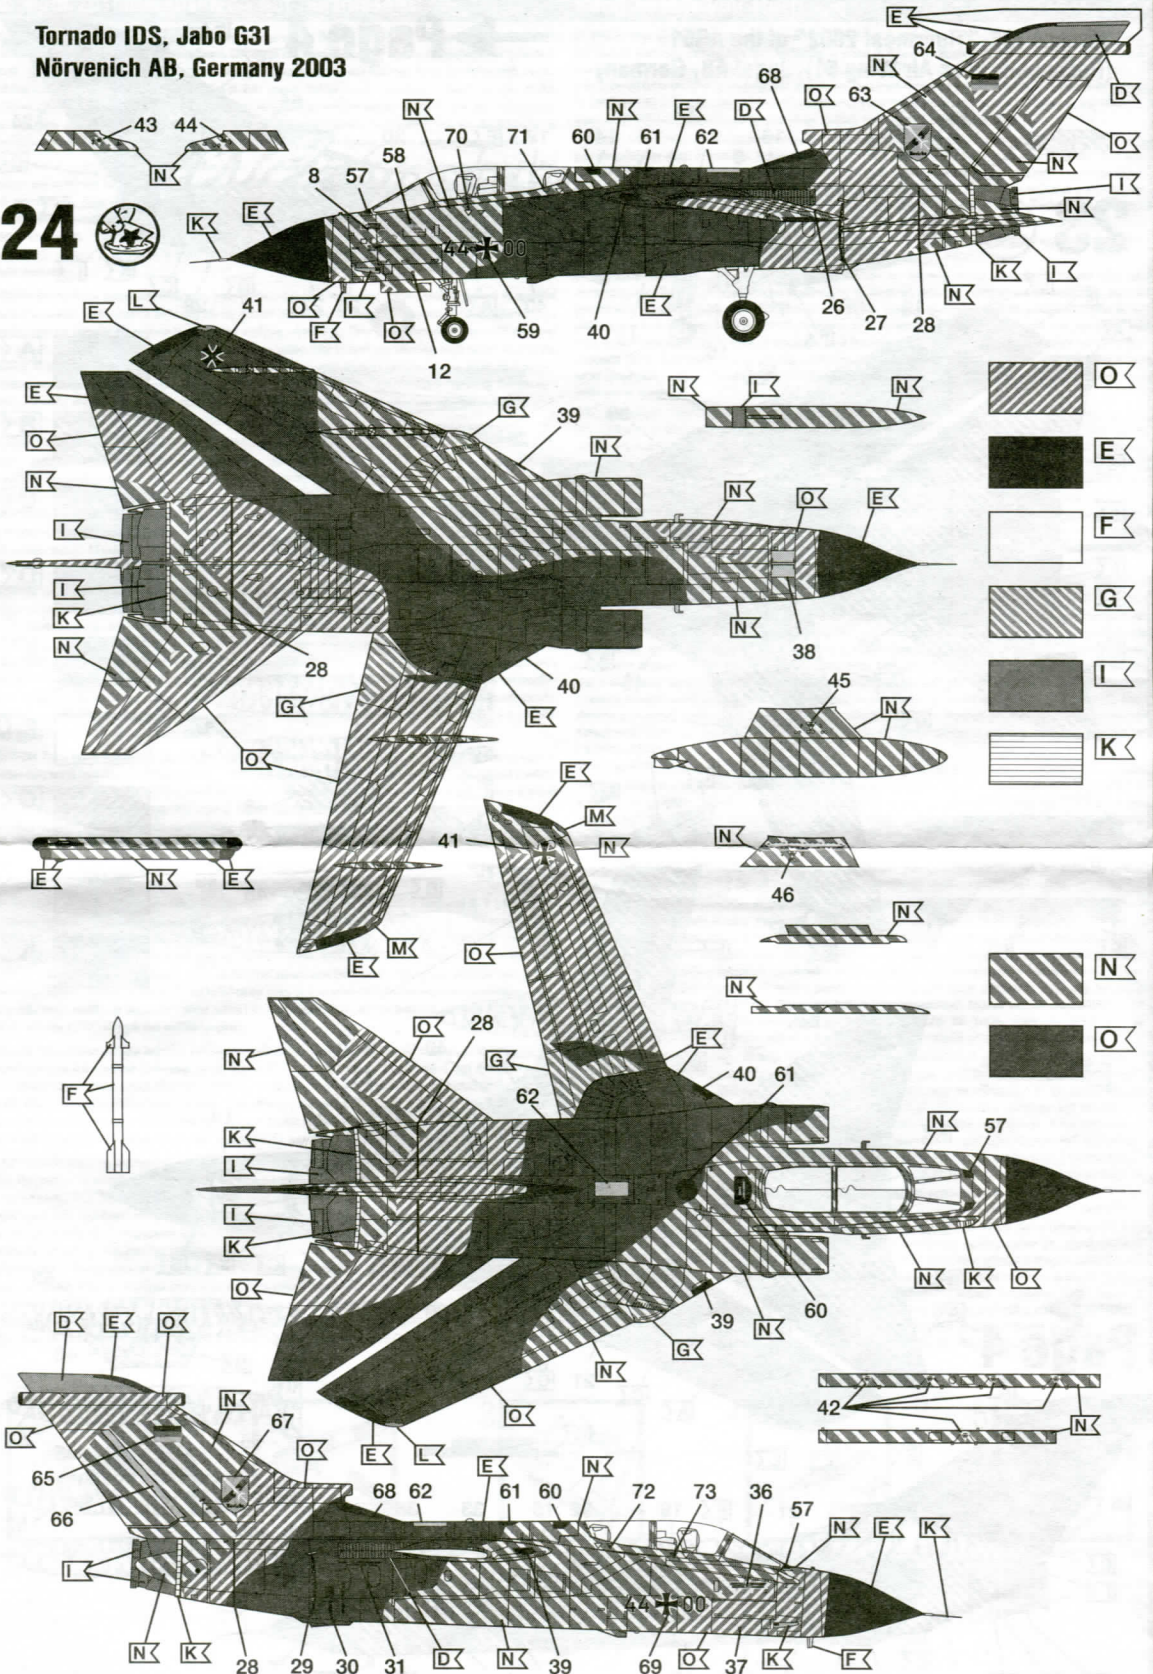 Tornado IDS, Jabo G31
Nörvenich AB, Germany 2003
24
43 44 N
8 57 58 N 70 71 60 N E 61 62 D 68 O 63 N 64 E
D
O
N
I
N
I
K
N
K E
44 00
O F I O 12 59 40 E 26 27 28
E L 41
E
O
N
I
I
K
N
G 39 N
N O E
N 38
28 G O 40 E
N I N
O
E
F
G
I
K
45 N
E N E
41 E M N
N 46
N
N
N
O
E M
O
F
N O 28 G E 40 61
62
K
I
I
K
O
N 57
N K O
60 N 39 G N O
E L
42 N
D E O
O
N 67
65
66
O 68 62 E 61 60 N 72 73 36 57 N E K
44 00
I
N K 28 29 30 31 D N 39 69 O 37 K F